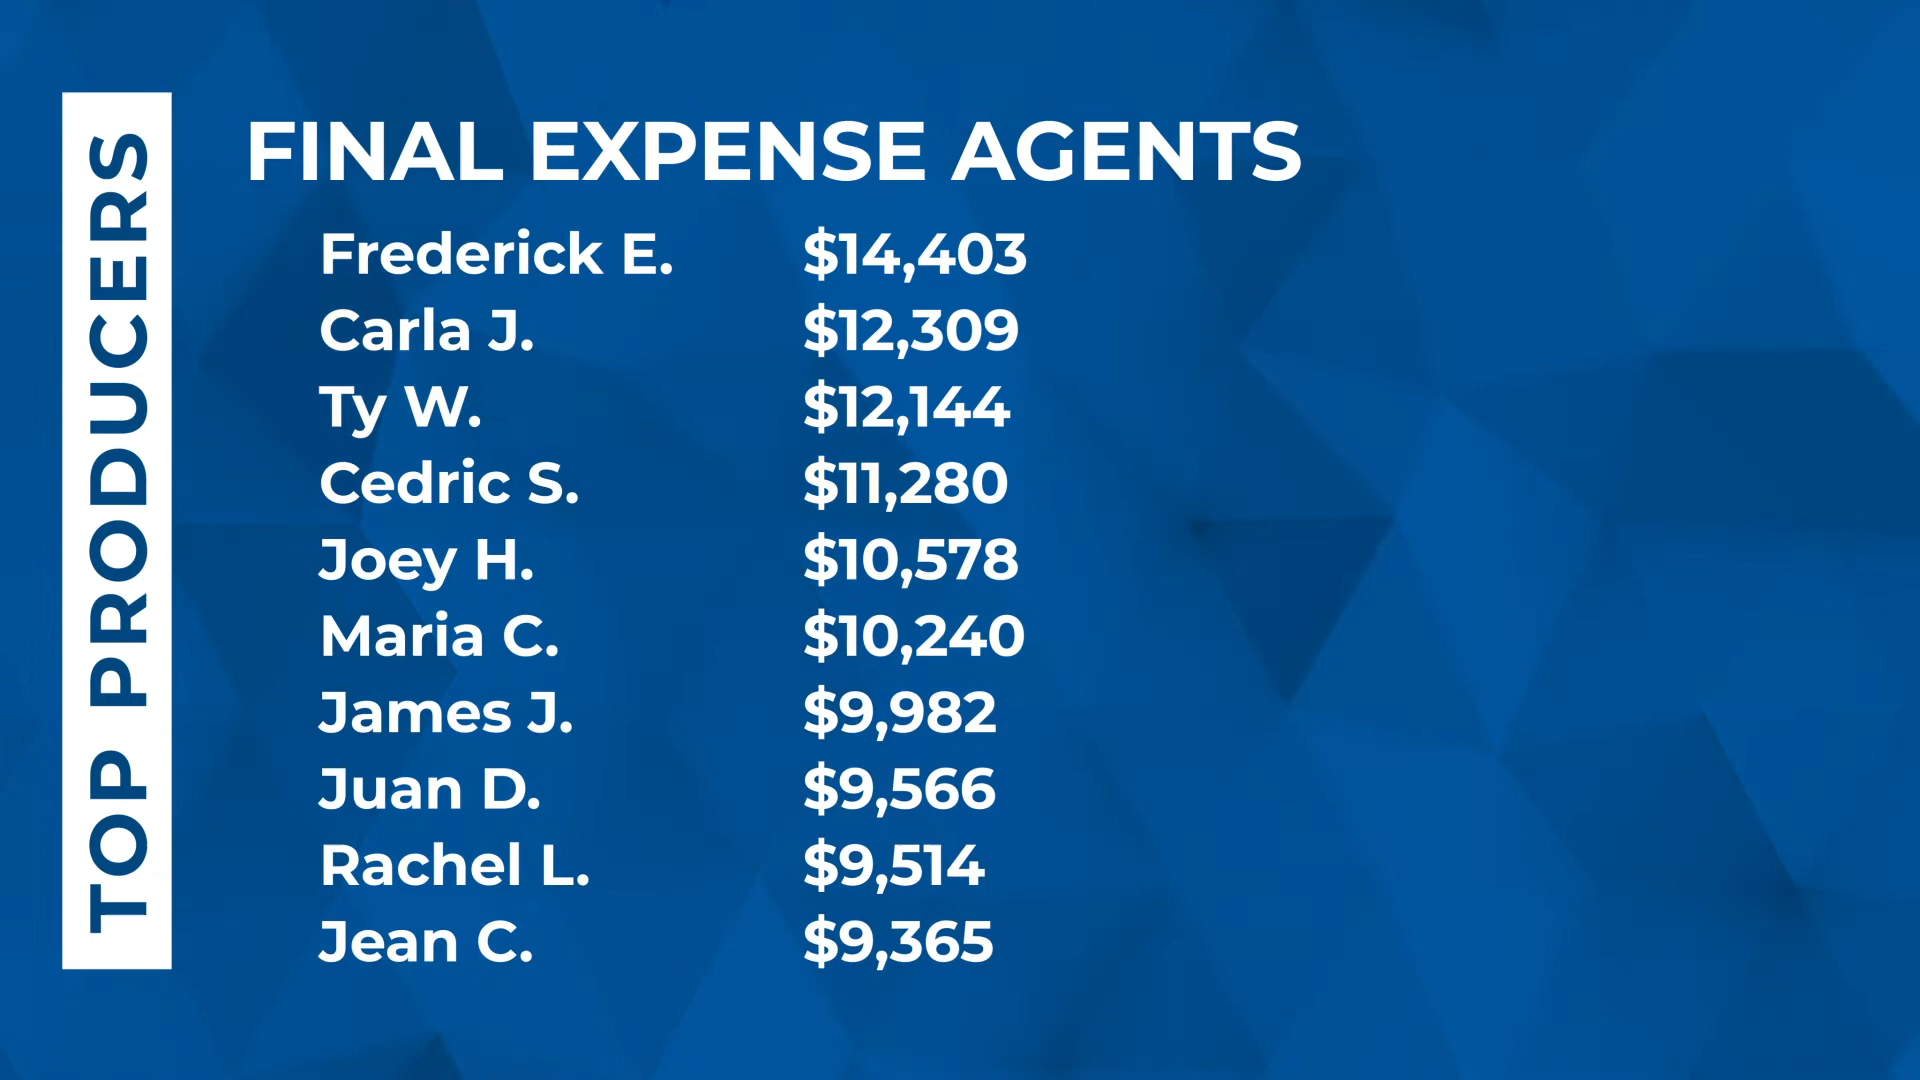 TOP PRODUCERS
FINAL EXPENSE AGENTS
Frederick E. $14,403
Carla J. $12,309
Ty W. $12,144
Cedric S. $11,280
Joey H. $10,578
Maria C. $10,240
James J. $9,982
Juan D. $9,566
Rachel L. $9,514
Jean C. $9,365